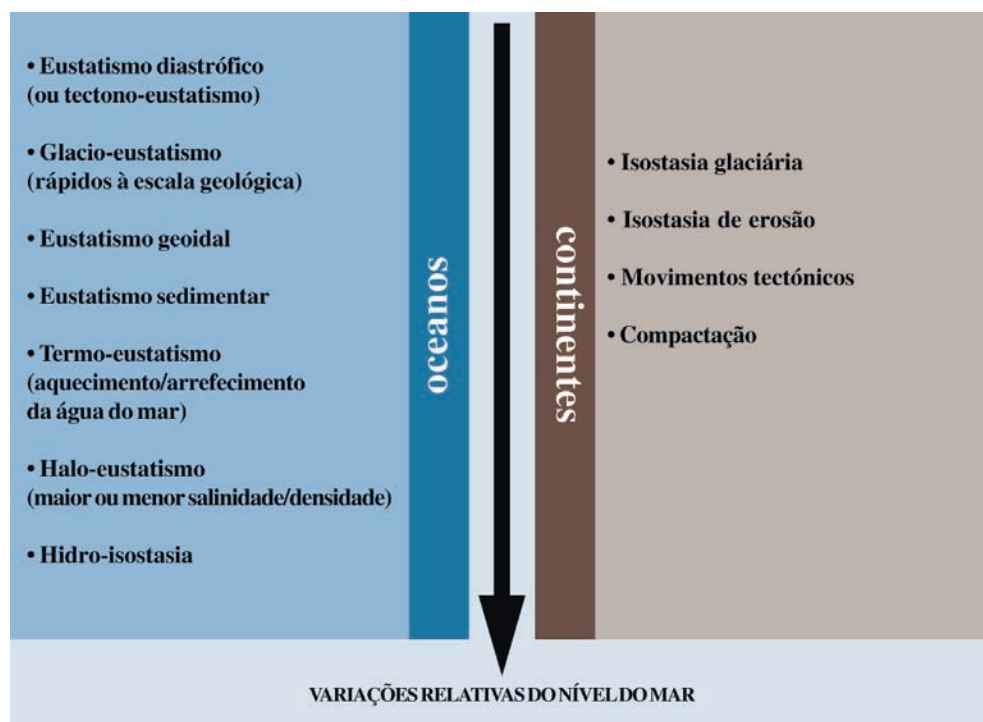 • Eustatismo diastrófico
(ou tectono-eustatismo)
• Glacio-eustatismo
(rápidos à escala geológica)
• Eustatismo geoidal
• Eustatismo sedimentar
• Termo-eustatismo
(aquecimento/arrefecimento
da água do mar)
• Halo-eustatismo
(maior ou menor salinidade/densidade)
• Hidro-isostasia
oceanos
continentes
• Isostasia glaciária
• Isostasia de erosão
• Movimentos tectónicos
• Compactação
VARIAÇÕES RELATIVAS DO NÍVEL DO MAR